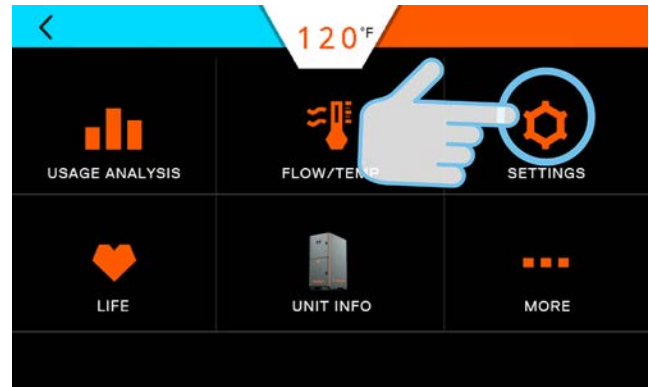 120°F
USAGE ANALYSIS
FLOW/TEMP
SETTINGS
LIFE
UNIT INFO
MORE